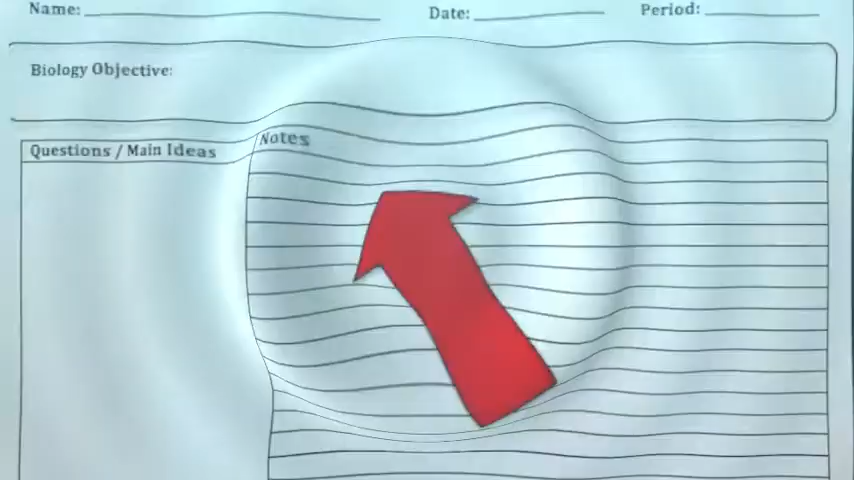 Name: Date: Period:
Biology Objective:
Questions / Main Ideas
Notes